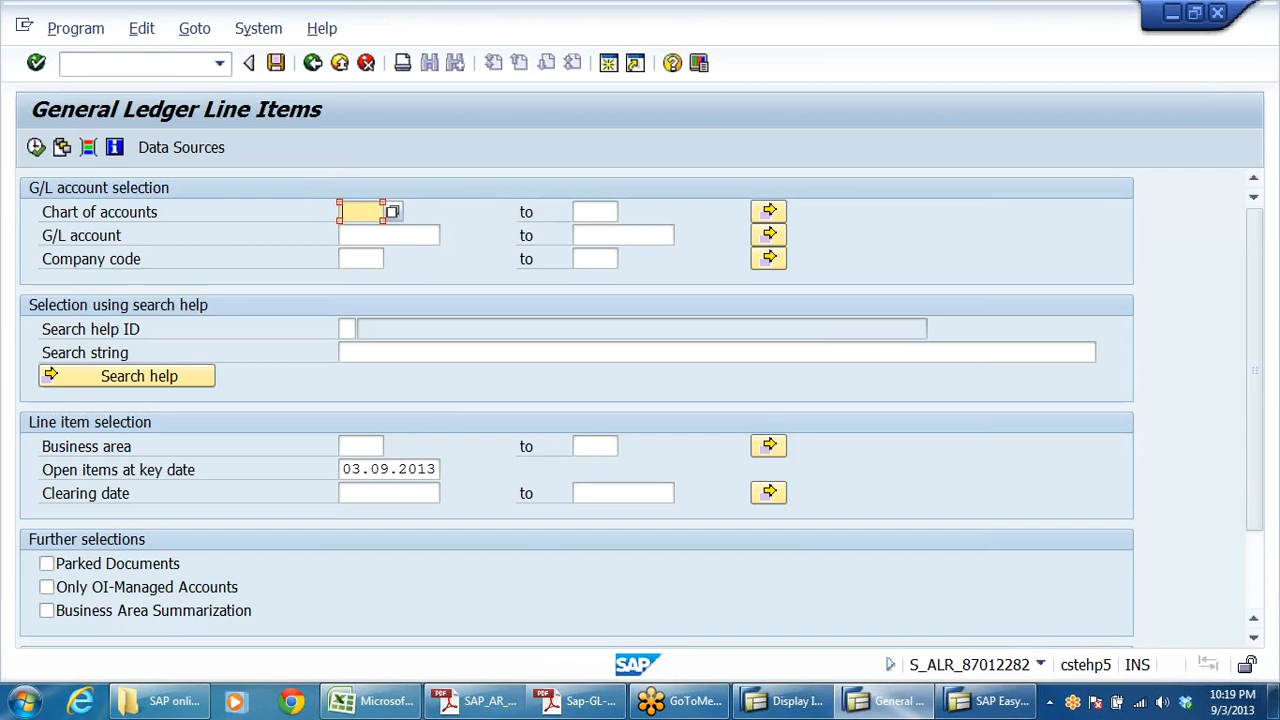 Program Edit Goto System Help
General Ledger Line Items
Data Sources
G/L account selection
Chart of accounts to
G/L account to
Company code to
Selection using search help
Search help ID
Search string
Search help
Line item selection
Business area to
Open items at key date 03.09.2013
Clearing date to
Further selections
Parked Documents
Only OI-Managed Accounts
Business Area Summarization
SAP S_ALR_87012282 cstehp5 INS
SAP onli... Microsof... SAP_AR_... Sap-GL-... GoToMe... Display I... General ... SAP Easy... 10:19 PM
9/3/2013